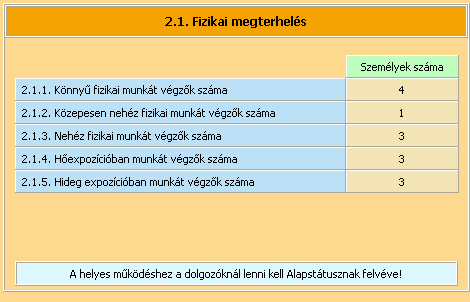 2.1. Fizikai megterhelés
Személyek száma
2.1.1. Könnyű fizikai munkát végzők száma 4
2.1.2. Közepesen nehéz fizikai munkát végzők száma 1
2.1.3. Nehéz fizikai munkát végzők száma 3
2.1.4. Hőexpozícióban munkát végzők száma 3
2.1.5. Hideg expozícióban munkát végzők száma 3
A helyes működéshez a dolgozóknál lenni kell Alapstátusznak felvéve!